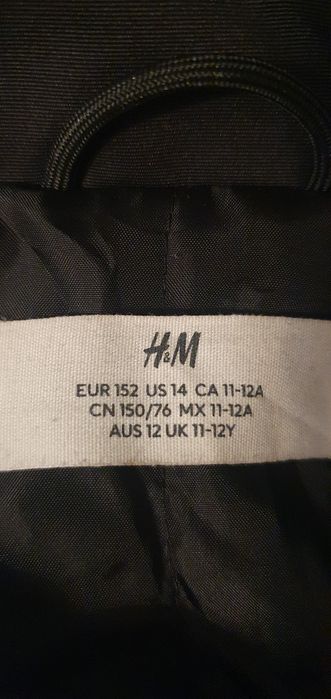 H&M
EUR 152 US 14 CA 11-12A
CN 150/76 MX 11-12A
AUS 12 UK 11-12Y